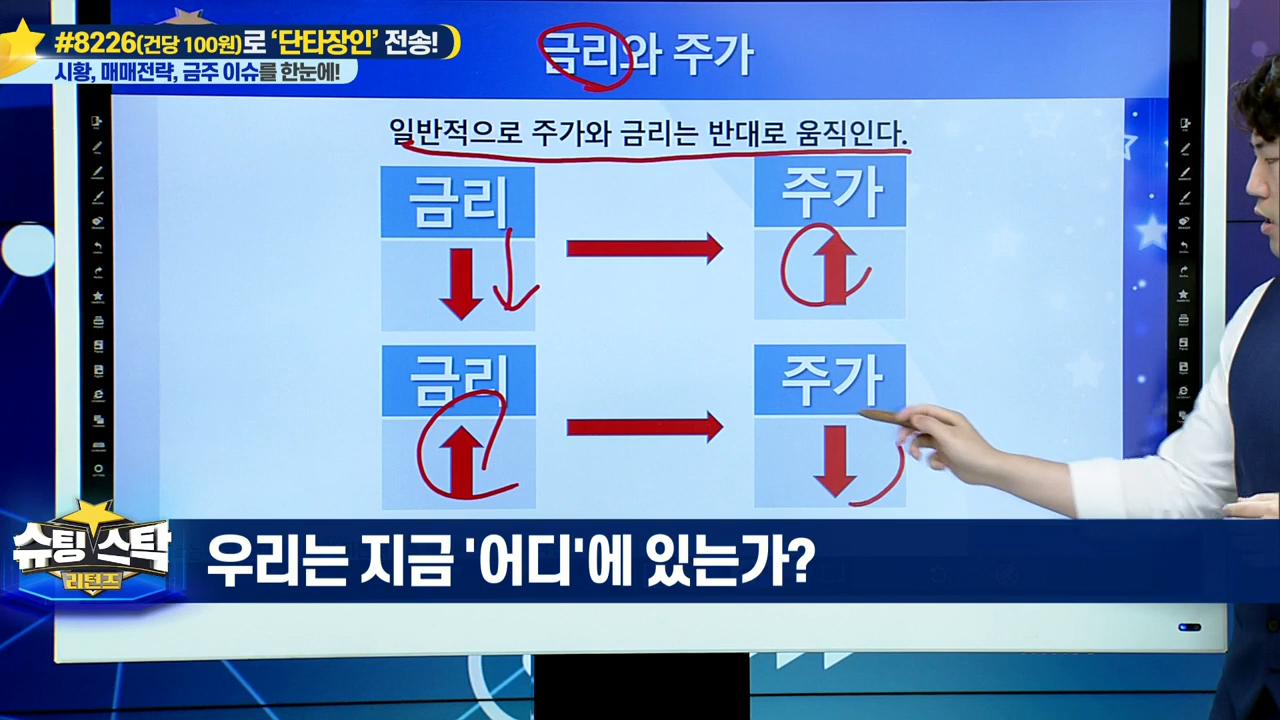 #8226(건당 100원)로 '단타장인' 전송!
시황, 매매전략, 금주 이슈를 한눈에!
금리와 주가
일반적으로 주가와 금리는 반대로 움직인다.
금리
주가
금리
주가
슈팅스탁
리턴즈
우리는 지금 '어디'에 있는가?